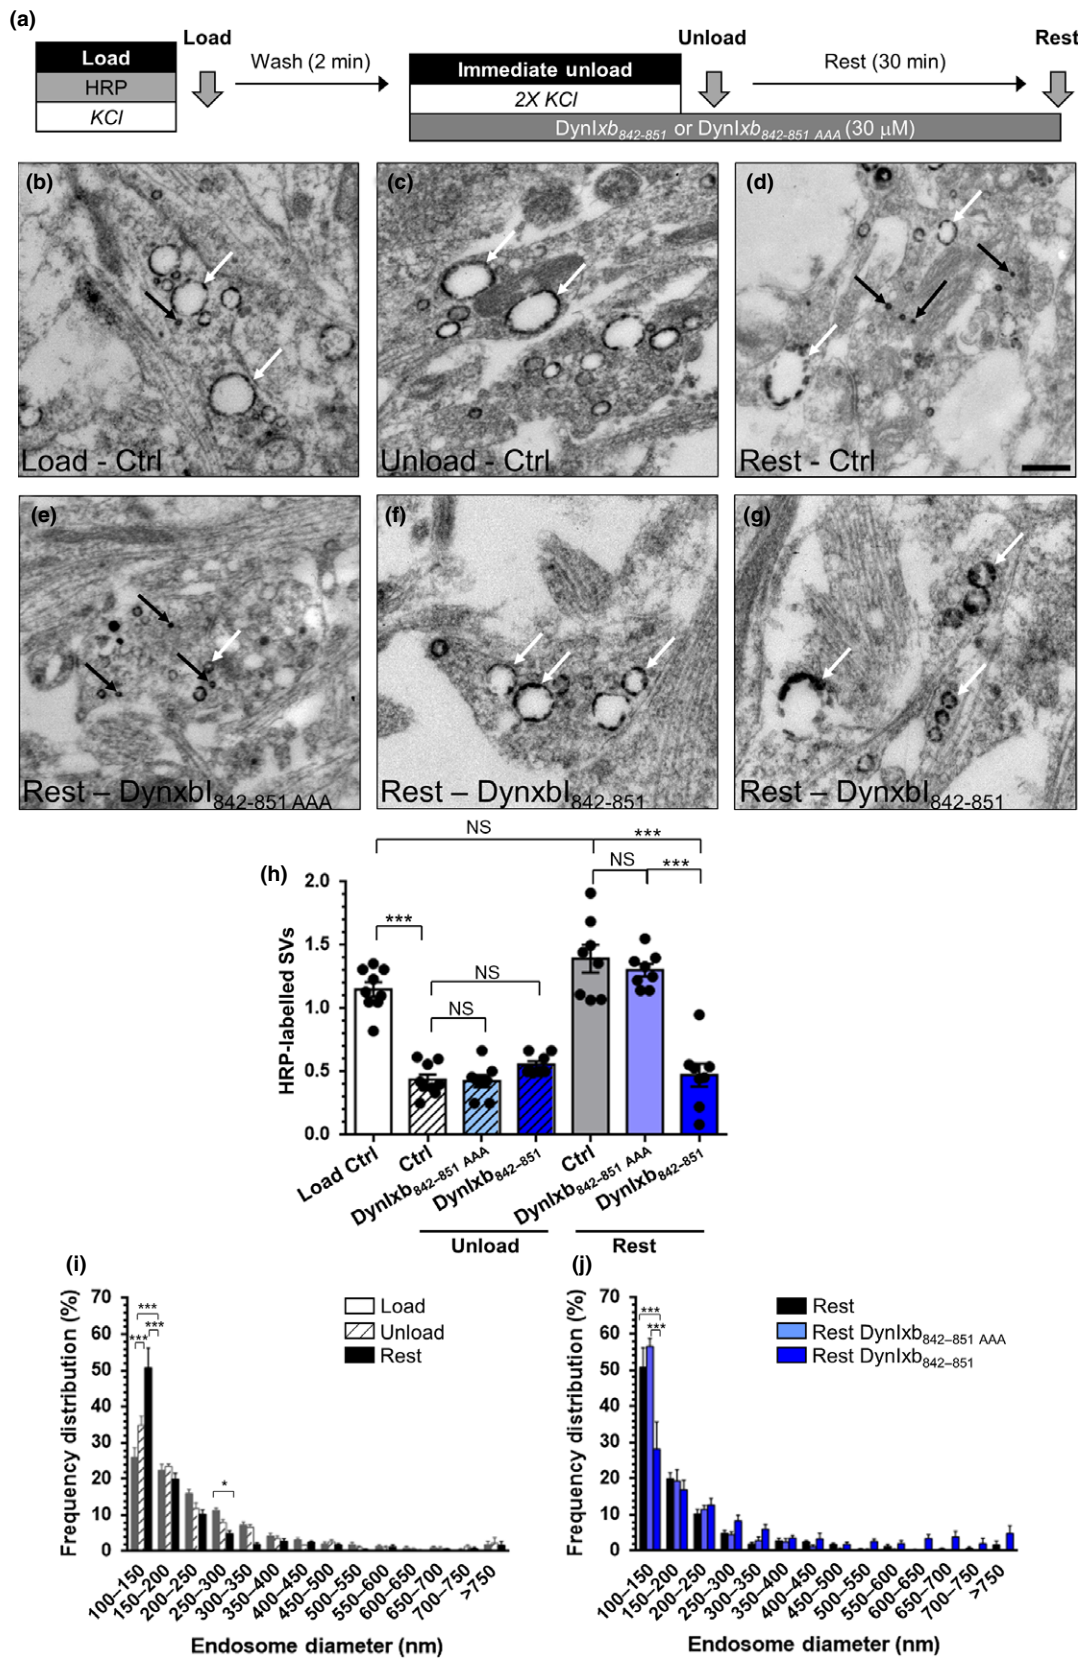 (a)
Load
Unload
Rest
Load
HRP
KCl
Wash (2 min)
Immediate unload
2X KCl
Rest (30 min)
DynIxb842-851 or DynIxb842-851 AAA (30 μM)
(b)
Load - Ctrl
(c)
Unload - Ctrl
(d)
Rest - Ctrl
(e)
Rest – DynxbI842-851 AAA
(f)
Rest – DynxbI842-851
(g)
Rest – DynxbI842-851
(h)
NS
***
NS
***
***
NS
NS
HRP-labelled SVs
2.0
1.5
1.0
0.5
0.0
Load Ctrl
Ctrl
DynIxb842–851 AAA
DynIxb842–851
Ctrl
DynIxb842–851 AAA
DynIxb842–851
Unload
Rest
(i)
Frequency distribution (%)
70
60
50
40
30
20
10
0
***
***
***
*
Load
Unload
Rest
100–150
150–200
200–250
250–300
300–350
350–400
400–450
450–500
500–550
550–600
600–650
650–700
700–750
>750
Endosome diameter (nm)
(j)
Frequency distribution (%)
70
60
50
40
30
20
10
0
***
***
Rest
Rest DynIxb842–851 AAA
Rest DynIxb842–851
100–150
150–200
200–250
250–300
300–350
350–400
400–450
450–500
500–550
550–600
600–650
650–700
700–750
>750
Endosome diameter (nm)